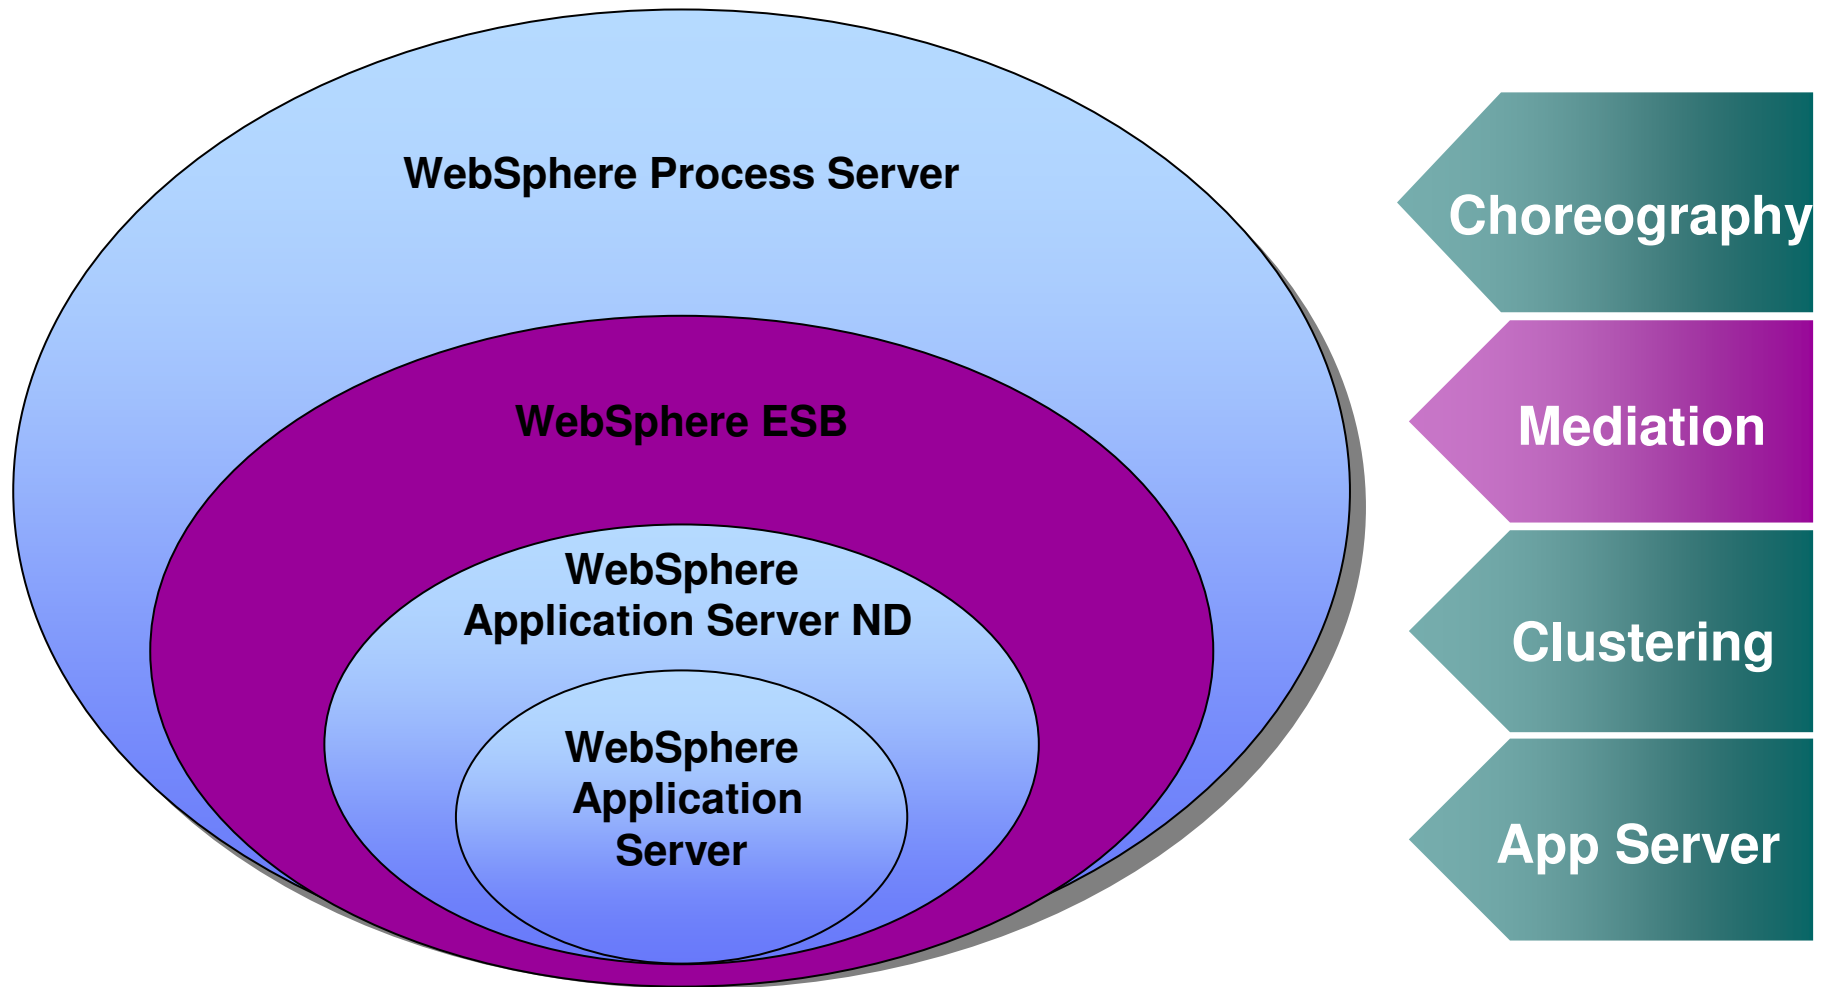 WebSphere Process Server
WebSphere ESB
WebSphere
Application Server ND
WebSphere
Application
Server
Choreography
Mediation
Clustering
App Server